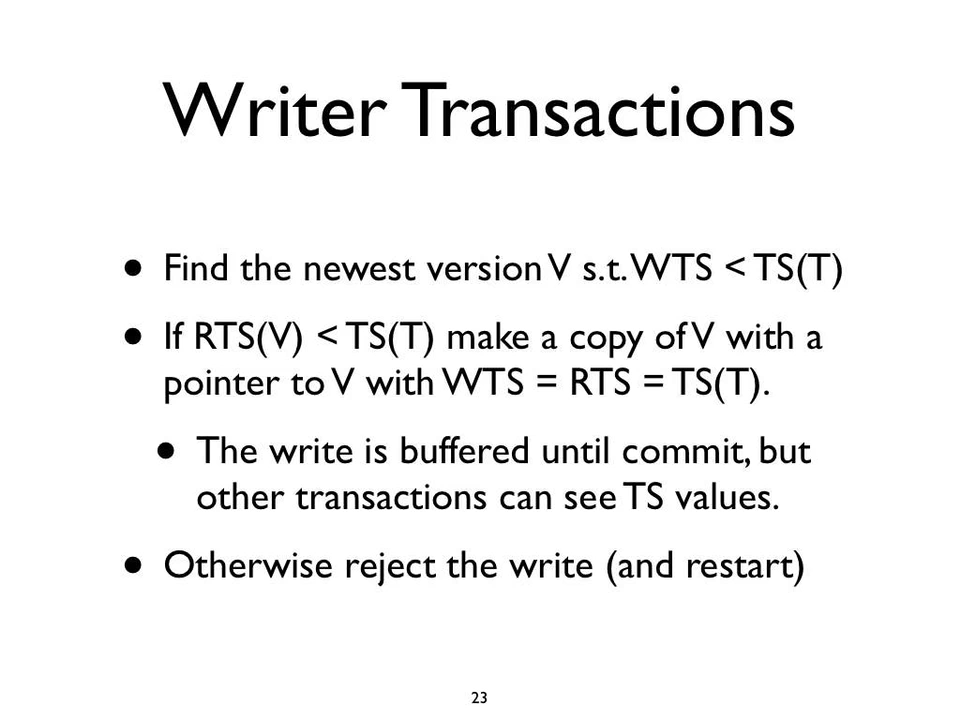 Writer Transactions
• Find the newest version V s.t. WTS < TS(T)
• If RTS(V) < TS(T) make a copy of V with a
pointer to V with WTS = RTS = TS(T).
• The write is buffered until commit, but
other transactions can see TS values.
• Otherwise reject the write (and restart)
23